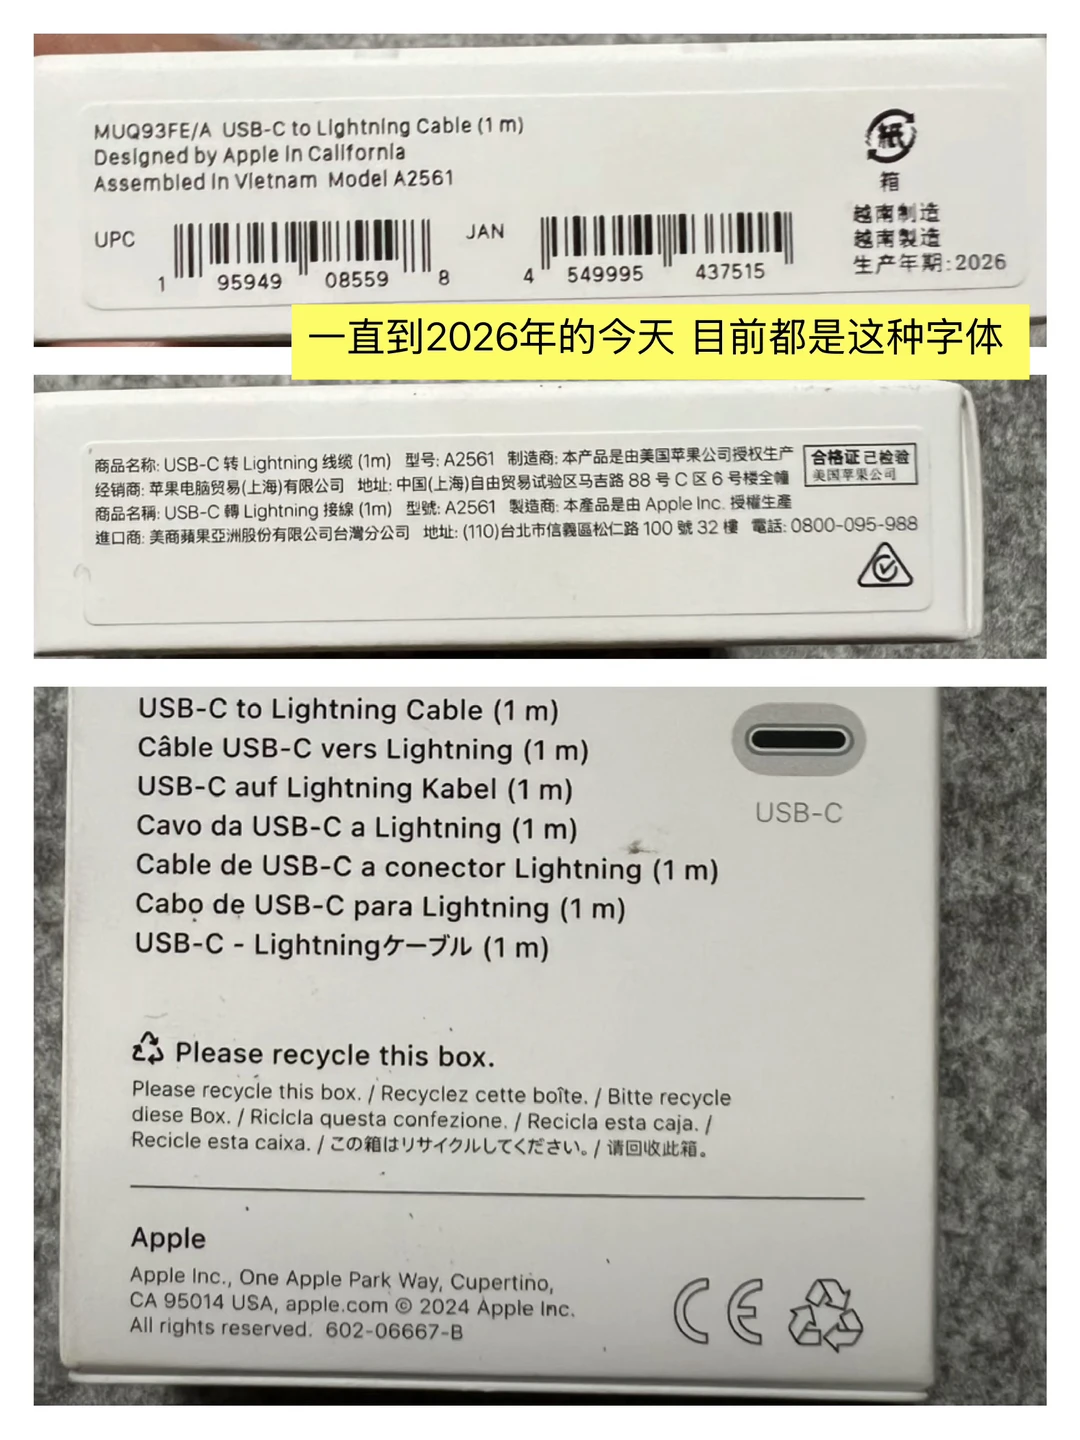 MUQ93FE/A USB-C to Lightning Cable (1 m)
Designed by Apple in California
Assembled in Vietnam Model A2561
UPC
1 95949 08559 8
JAN
4 549995 437515
紙
箱
越南制造
越南製造
生产年期:2026
一直到2026年的今天 目前都是这种字体
商品名称: USB-C 转 Lightning 线缆 (1m) 型号: A2561 制造商: 本产品是由美国苹果公司授权生产
经销商: 苹果电脑贸易(上海)有限公司 地址: 中国(上海)自由贸易试验区马吉路 88 号 C 区 6 号楼全幢
商品名稱: USB-C 轉 Lightning 接線 (1m) 型號: A2561 製造商: 本產品是由 Apple Inc. 授權生產
進口商: 美商蘋果亞洲股份有限公司台灣分公司 地址: (110)台北市信義區松仁路 100 號 32 樓 電話: 0800-095-988
合格证 已检验
美国苹果公司
USB-C to Lightning Cable (1 m)
Câble USB-C vers Lightning (1 m)
USB-C auf Lightning Kabel (1 m)
Cavo da USB-C a Lightning (1 m)
Cable de USB-C a conector Lightning (1 m)
Cabo de USB-C para Lightning (1 m)
USB-C - Lightningケーブル (1 m)
USB-C
Please recycle this box.
Please recycle this box. / Recyclez cette boîte. / Bitte recycle
diese Box. / Ricicla questa confezione. / Recicla esta caja. /
Recicle esta caixa. / この箱はリサイクルしてください。/ 请回收此箱。
Apple
Apple Inc., One Apple Park Way, Cupertino,
CA 95014 USA, apple.com © 2024 Apple Inc.
All rights reserved. 602-06667-B
CE